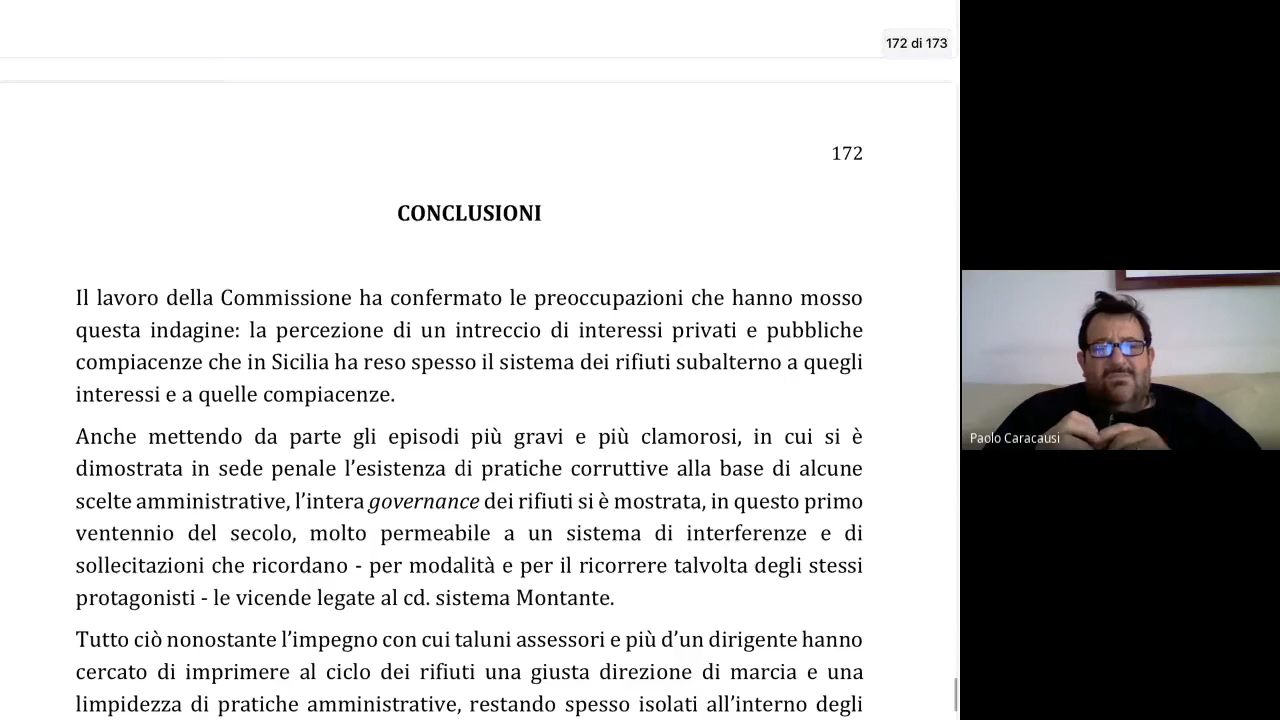 172 di 173
172
CONCLUSIONI
Il lavoro della Commissione ha confermato le preoccupazioni che hanno mosso
questa indagine: la percezione di un intreccio di interessi privati e pubbliche
compiacenze che in Sicilia ha reso spesso il sistema dei rifiuti subalterno a quegli
interessi e a quelle compiacenze.
Anche mettendo da parte gli episodi più gravi e più clamorosi, in cui si è
dimostrata in sede penale l’esistenza di pratiche corruttive alla base di alcune
scelte amministrative, l’intera governance dei rifiuti si è mostrata, in questo primo
ventennio del secolo, molto permeabile a un sistema di interferenze e di
sollecitazioni che ricordano - per modalità e per il ricorrere talvolta degli stessi
protagonisti - le vicende legate al cd. sistema Montante.
Tutto ciò nonostante l’impegno con cui taluni assessori e più d’un dirigente hanno
cercato di imprimere al ciclo dei rifiuti una giusta direzione di marcia e una
limpidezza di pratiche amministrative, restando spesso isolati all’interno degli
Paolo Caracausi